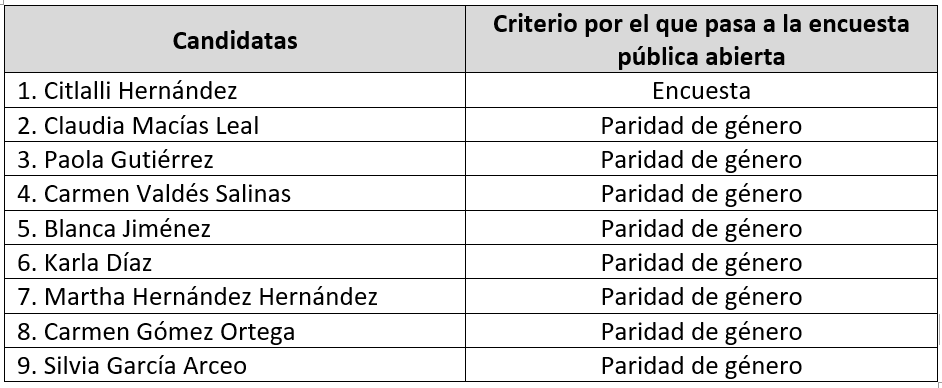 Candidatas
Criterio por el que pasa a la encuesta
pública abierta
1. Citlalli Hernández Encuesta
2. Claudia Macías Leal Paridad de género
3. Paola Gutiérrez Paridad de género
4. Carmen Valdés Salinas Paridad de género
5. Blanca Jiménez Paridad de género
6. Karla Díaz Paridad de género
7. Martha Hernández Hernández Paridad de género
8. Carmen Gómez Ortega Paridad de género
9. Silvia García Arceo Paridad de género